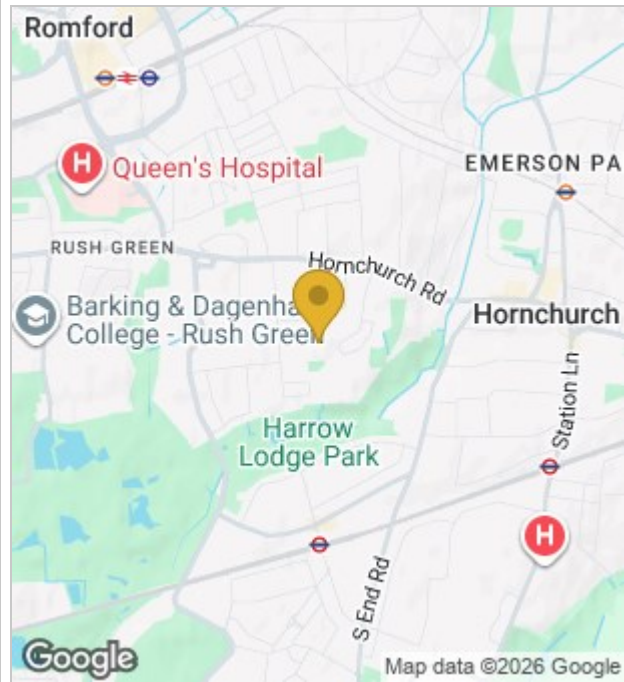 Romford
H
Queen's Hospital
EMERSON PA
RUSH GREEN
Hornchurch Rd
Barking & Dagenha
College - Rush Green
Hornchurch
Station Ln
Harrow
Lodge Park
H
S End Rd
Google
Map data ©2026 Google